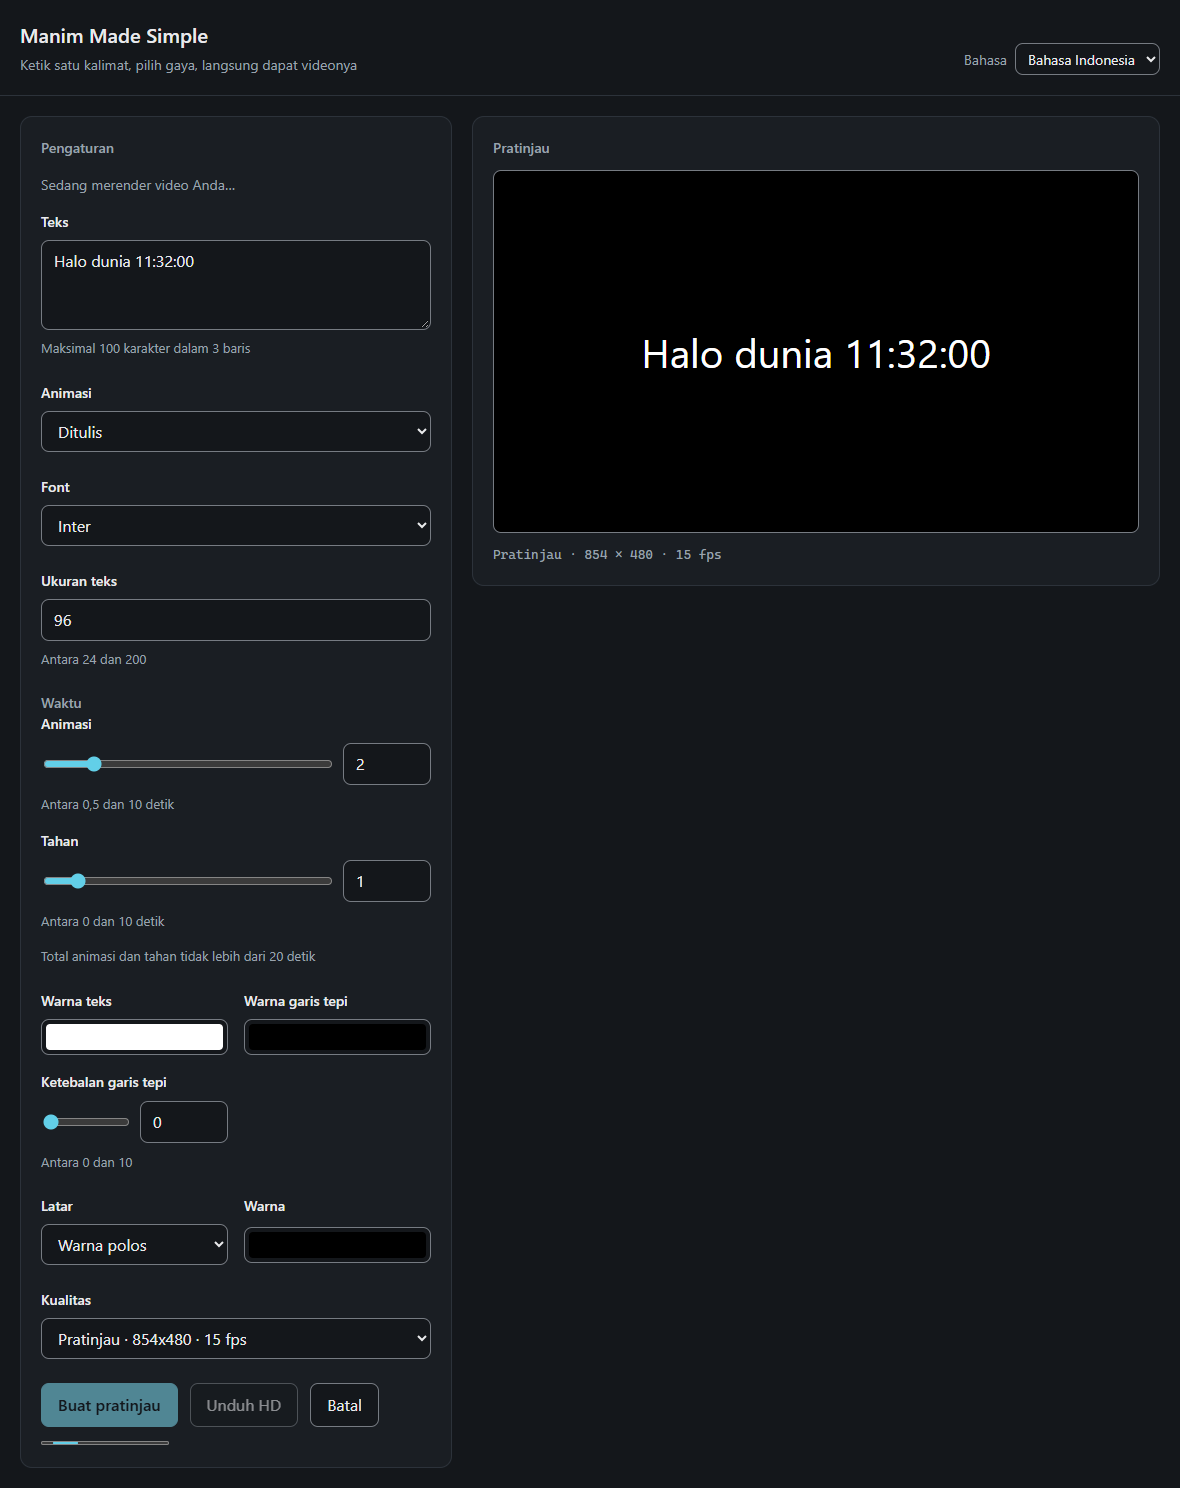 Manim Made Simple
Ketik satu kalimat, pilih gaya, langsung dapat videonya
Bahasa
Bahasa Indonesia
Pengaturan
Sedang merender video Anda...
Teks
Halo dunia 11:32:00
Maksimal 100 karakter dalam 3 baris
Animasi
Ditulis
Font
Inter
Ukuran teks
96
Antara 24 dan 200
Waktu
Animasi
2
Antara 0,5 dan 10 detik
Tahan
1
Antara 0 dan 10 detik
Total animasi dan tahan tidak lebih dari 20 detik
Warna teks
Warna garis tepi
Ketebalan garis tepi
0
Antara 0 dan 10
Latar
Warna
Warna polos
Kualitas
Pratinjau · 854x480 · 15 fps
Buat pratinjau
Unduh HD
Batal
Pratinjau
Halo dunia 11:32:00
Pratinjau · 854 × 480 · 15 fps